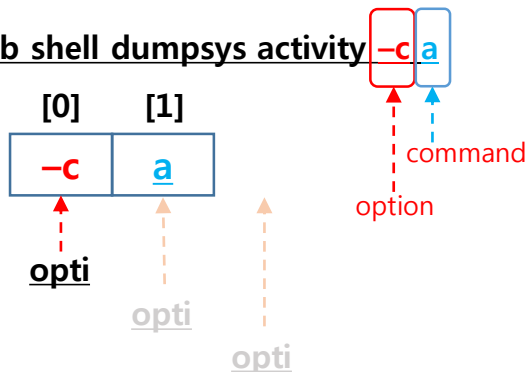 b shell dumpsys activity –c a
[0] [1]
–c a
command
option
opti
opti
opti